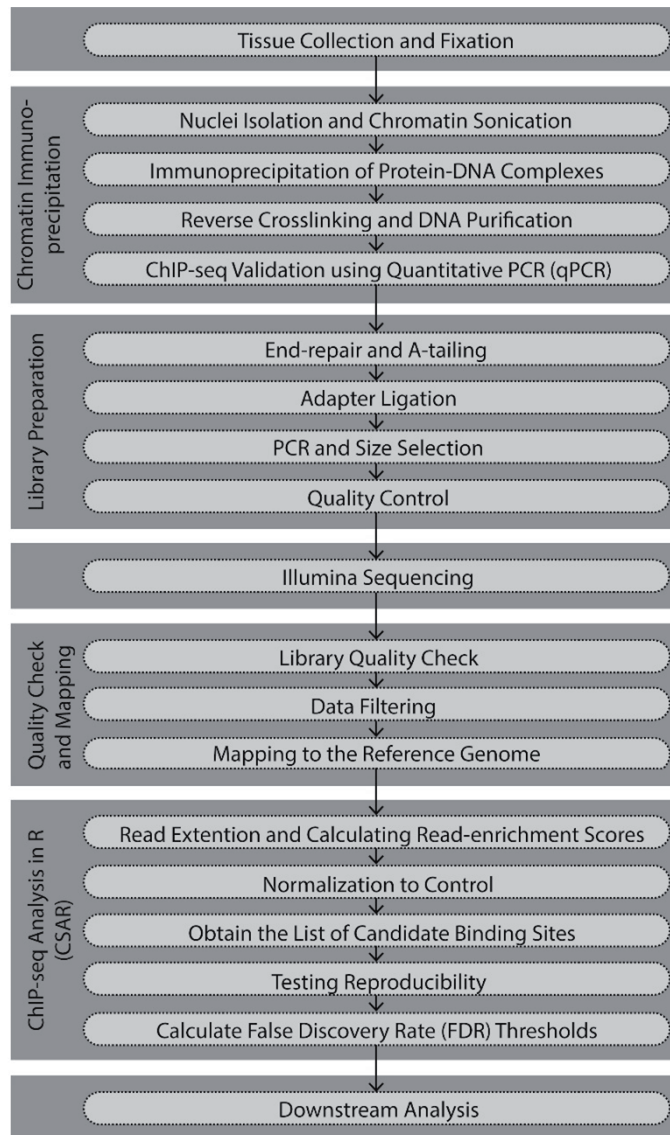 Tissue Collection and Fixation
Chromatin Immuno-
precipitation
Nuclei Isolation and Chromatin Sonication
Immunoprecipitation of Protein-DNA Complexes
Reverse Crosslinking and DNA Purification
ChIP-seq Validation using Quantitative PCR (qPCR)
Library Preparation
End-repair and A-tailing
Adapter Ligation
PCR and Size Selection
Quality Control
Illumina Sequencing
Quality Check
and Mapping
Library Quality Check
Data Filtering
Mapping to the Reference Genome
ChIP-seq Analysis in R
(CSAR)
Read Extention and Calculating Read-enrichment Scores
Normalization to Control
Obtain the List of Candidate Binding Sites
Testing Reproducibility
Calculate False Discovery Rate (FDR) Thresholds
Downstream Analysis